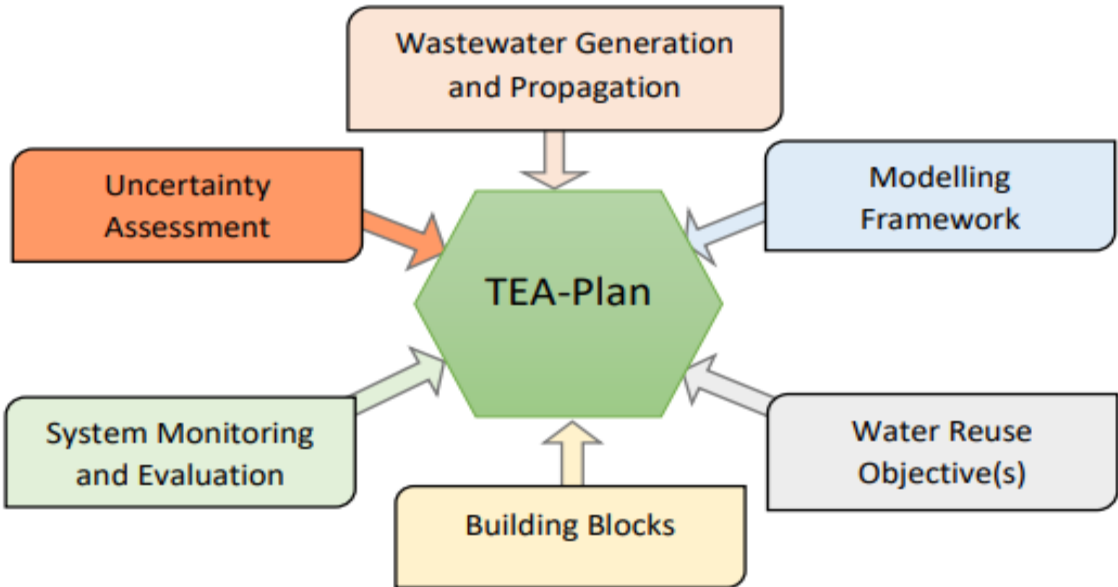 Wastewater Generation
and Propagation
Uncertainty
Assessment
Modelling
Framework
TEA-Plan
System Monitoring
and Evaluation
Water Reuse
Objective(s)
Building Blocks